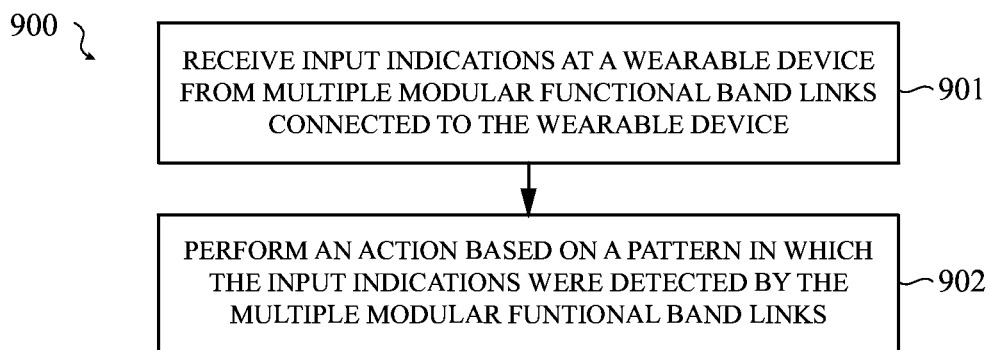 900
RECEIVE INPUT INDICATIONS AT A WEARABLE DEVICE
FROM MULTIPLE MODULAR FUNCTIONAL BAND LINKS
CONNECTED TO THE WEARABLE DEVICE
901
PERFORM AN ACTION BASED ON A PATTERN IN WHICH
THE INPUT INDICATIONS WERE DETECTED BY THE
MULTIPLE MODULAR FUNTIONAL BAND LINKS
902